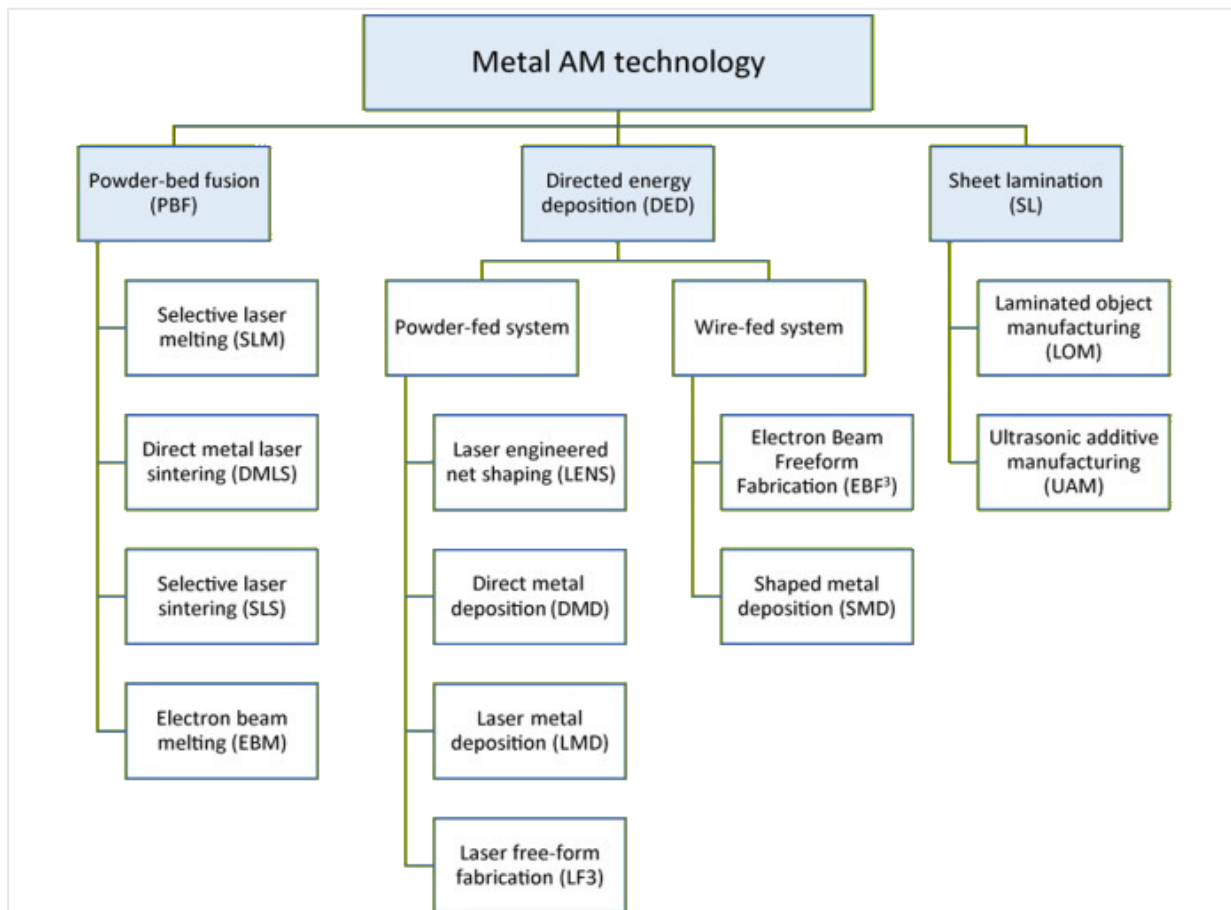 Metal AM technology
Powder-bed fusion
(PBF)
Directed energy
deposition (DED)
Sheet lamination
(SL)
Selective laser
melting (SLM)
Direct metal laser
sintering (DMLS)
Selective laser
sintering (SLS)
Electron beam
melting (EBM)
Powder-fed system
Laser engineered
net shaping (LENS)
Direct metal
deposition (DMD)
Laser metal
deposition (LMD)
Laser free-form
fabrication (LF3)
Wire-fed system
Electron Beam
Freeform
Fabrication (EBF³)
Shaped metal
deposition (SMD)
Laminated object
manufacturing
(LOM)
Ultrasonic additive
manufacturing
(UAM)